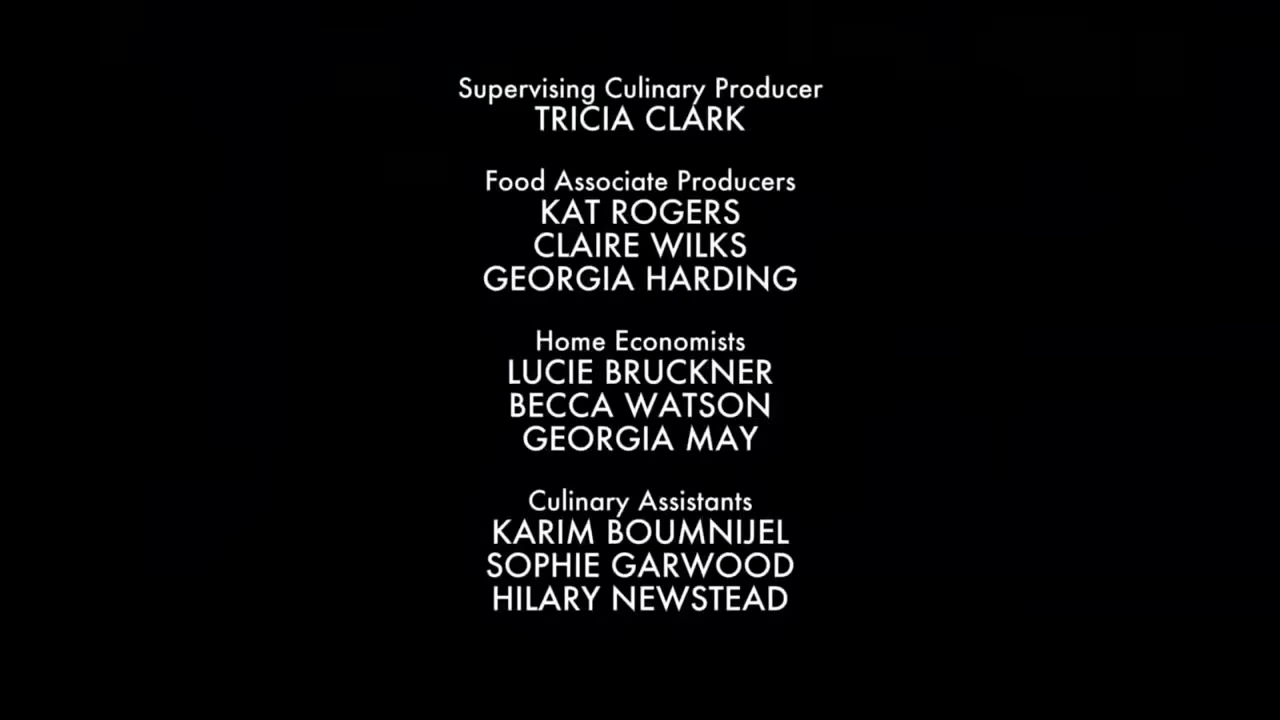 Supervising Culinary Producer
TRICIA CLARK
Food Associate Producers
KAT ROGERS
CLAIRE WILKS
GEORGIA HARDING
Home Economists
LUCIE BRUCKNER
BECCA WATSON
GEORGIA MAY
Culinary Assistants
KARIM BOUMNIJEL
SOPHIE GARWOOD
HILARY NEWSTEAD